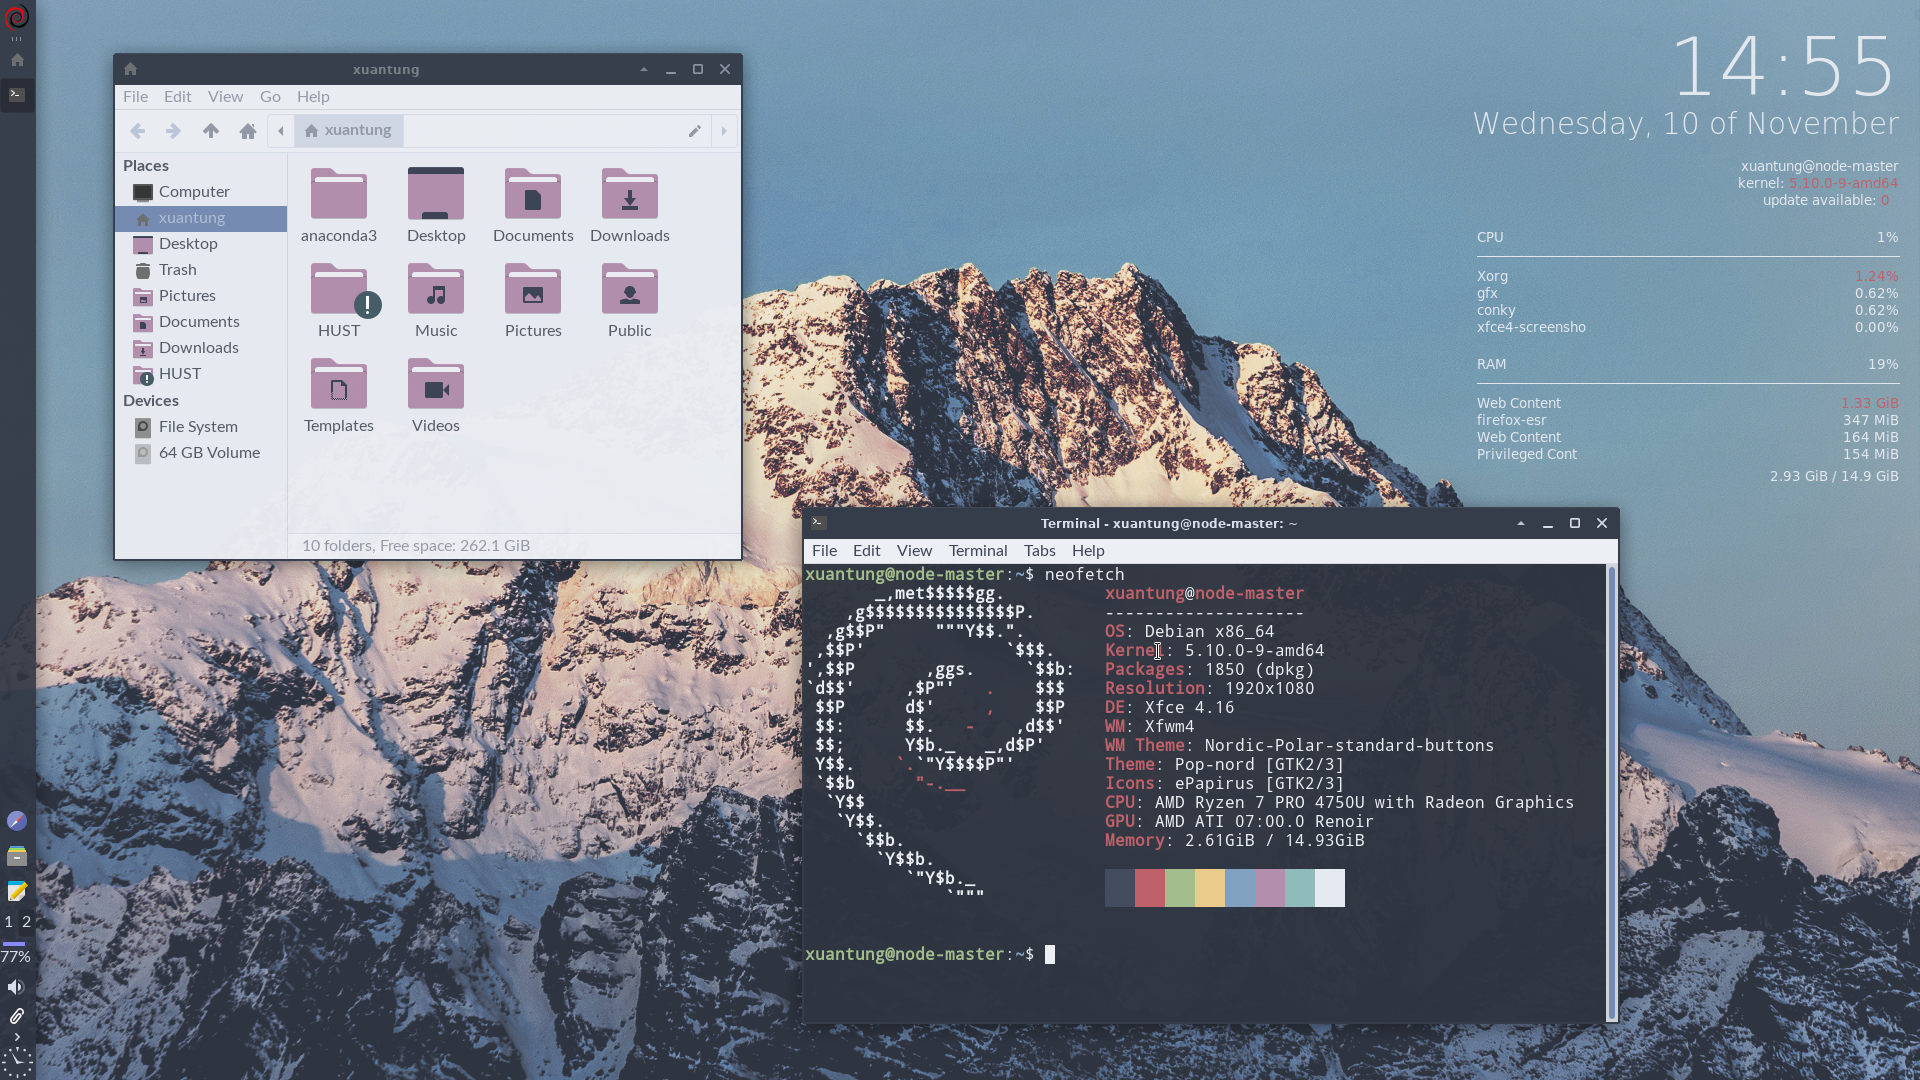 xuantung
File Edit View Go Help
xuantung
Places
Computer
xuantung
Desktop
Trash
Pictures
Documents
Downloads
HUST
Devices
File System
64 GB Volume
anaconda3 Desktop Documents Downloads
HUST Music Pictures Public
Templates Videos
10 folders, Free space: 262.1 GiB
14:55
Wednesday, 10 of November
xuantung@node-master
kernel: 5.10.0-9-amd64
update available: 0
CPU 1%
Xorg 1.24%
gfx 0.62%
conky 0.62%
xfce4-screensho 0.00%
RAM 19%
Web Content 1.33 GiB
firefox-esr 347 MiB
Web Content 164 MiB
Privileged Cont 154 MiB
2.93 GiB / 14.9 GiB
Terminal - xuantung@node-master: ~
File Edit View Terminal Tabs Help
xuantung@node-master:~$ neofetch
_,met$$$$$gg. xuantung@node-master
,g$$$$$$$$$$$$$$$P. --------------------
,g$$P" """Y$$.". OS: Debian x86_64
,$$P' `$$$. Kernel: 5.10.0-9-amd64
',$$P ,ggs. `$$b: Packages: 1850 (dpkg)
`d$$' ,$P"' . $$$ Resolution: 1920x1080
$$P d$' , $$P DE: Xfce 4.16
$$: $$. - ,d$$' WM: Xfwm4
$$; Y$b._ _,d$P' WM Theme: Nordic-Polar-standard-buttons
Y$$. `.`"Y$$$$P"' Theme: Pop-nord [GTK2/3]
`$$b "-.__ Icons: ePapirus [GTK2/3]
`Y$$ CPU: AMD Ryzen 7 PRO 4750U with Radeon Graphics
`Y$$. GPU: AMD ATI 07:00.0 Renoir
`$$b. Memory: 2.61GiB / 14.93GiB
`Y$$b.
`"Y$b._
`"""
xuantung@node-master:~$
1 2
77%